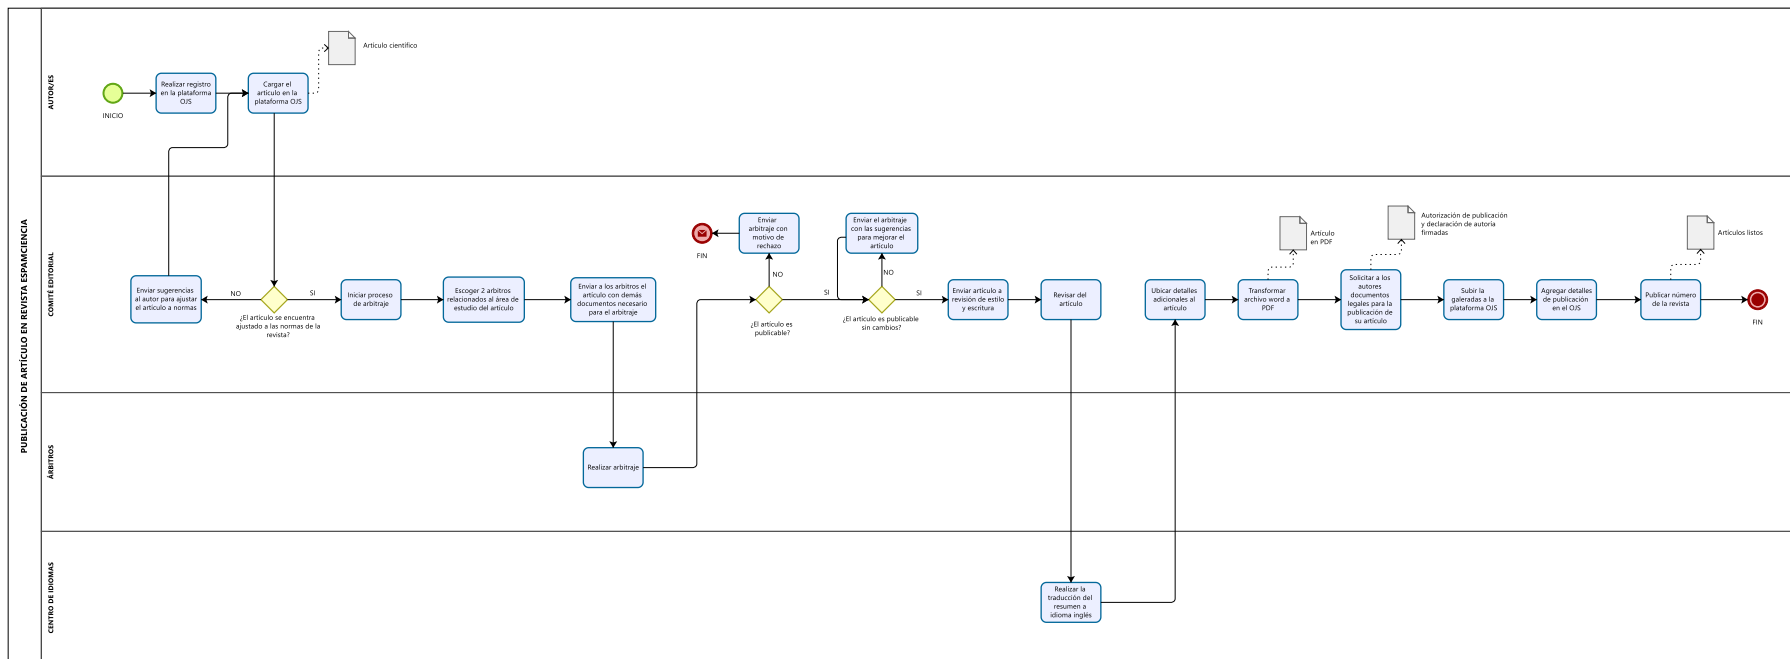 PUBLICACIÓN DE ARTÍCULO EN REVISTA ESPAMCIENCIA
AUTOR/ES
INICIO
Realizar registro
en la plataforma
OJS
Cargar el
artículo en la
plataforma OJS
Artículo científico
COMITÉ EDITORIAL
Enviar sugerencias
al autor para ajustar
el artículo a normas
NO
¿El artículo se encuentra
ajustado a las normas de la
revista?
SI
Iniciar proceso
de arbitraje
Escoger 2 arbitros
relacionados al área de
estudio del artículo
Enviar a los arbitros el
artículo con demás
documentos necesario
para el arbitraje
FIN
Enviar
arbitraje con
motivo de
rechazo
NO
¿El artículo es
publicable?
SI
Enviar el arbitraje
con las sugerencias
para mejorar el
artículo
NO
¿El artículo es publicable
sin cambios?
SI
Enviar artículo a
revisión de estilo
y escritura
Revisar del
artículo
Ubicar detalles
adicionales al
artículo
Transformar
archivo word a
PDF
Artículo
en PDF
Solicitar a los
autores
documentos
legales para la
publicación de
su artículo
Autorización de publicación
y declaración de autoría
firmadas
Subir la
galeradas a la
plataforma OJS
Agregar detalles
de publicación
en el OJS
Publicar número
de la revista
Artículos listos
FIN
ÁRBITROS
Realizar arbitraje
CENTRO DE IDIOMAS
Realizar la
traducción del
resumen a
idioma inglés